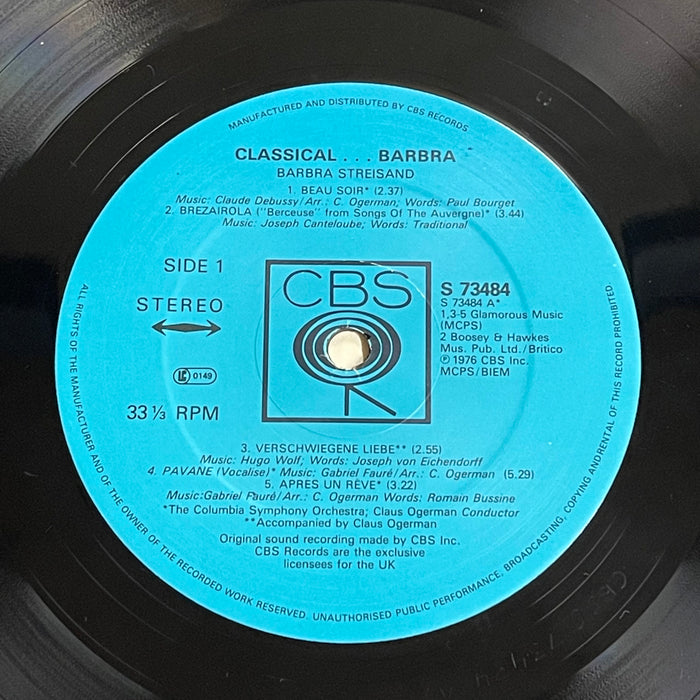 MANUFACTURED AND DISTRIBUTED BY CBS RECORDS
CLASSICAL . . . BARBRA
BARBRA STREISAND
1. BEAU SOIR* (2.37)
Music: Claude Debussy/Arr.: C. Ogerman; Words: Paul Bourget
2. BREZAIROLA ("Berceuse" from Songs Of The Auvergne)* (3.44)
Music: Joseph Canteloube; Words: Traditional
SIDE 1
STEREO
LC 0149
33 ⅓ RPM
CBS
S 73484
S 73484 A*
1,3-5 Glamorous Music
(MCPS)
2 Boosey & Hawkes
Mus. Pub. Ltd./Britico
℗ 1976 CBS Inc.
MCPS/BIEM
3. VERSCHWIEGENE LIEBE** (2.55)
Music: Hugo Wolf; Words: Joseph von Eichendorff
4. PAVANE (Vocalise)* Music: Gabriel Fauré/Arr.: C. Ogerman (5.29)
5. APRES UN RÊVE* (3.22)
Music:Gabriel Fauré/Arr.: C. Ogerman Words: Romain Bussine
*The Columbia Symphony Orchestra; Claus Ogerman Conductor
**Accompanied by Claus Ogerman
Original sound recording made by CBS Inc.
CBS Records are the exclusive
licensees for the UK
ALL RIGHTS OF THE MANUFACTURER AND OF THE OWNER OF THE RECORDED WORK RESERVED. UNAUTHORISED PUBLIC PERFORMANCE, BROADCASTING, COPYING AND RENTAL OF THIS RECORD PROHIBITED